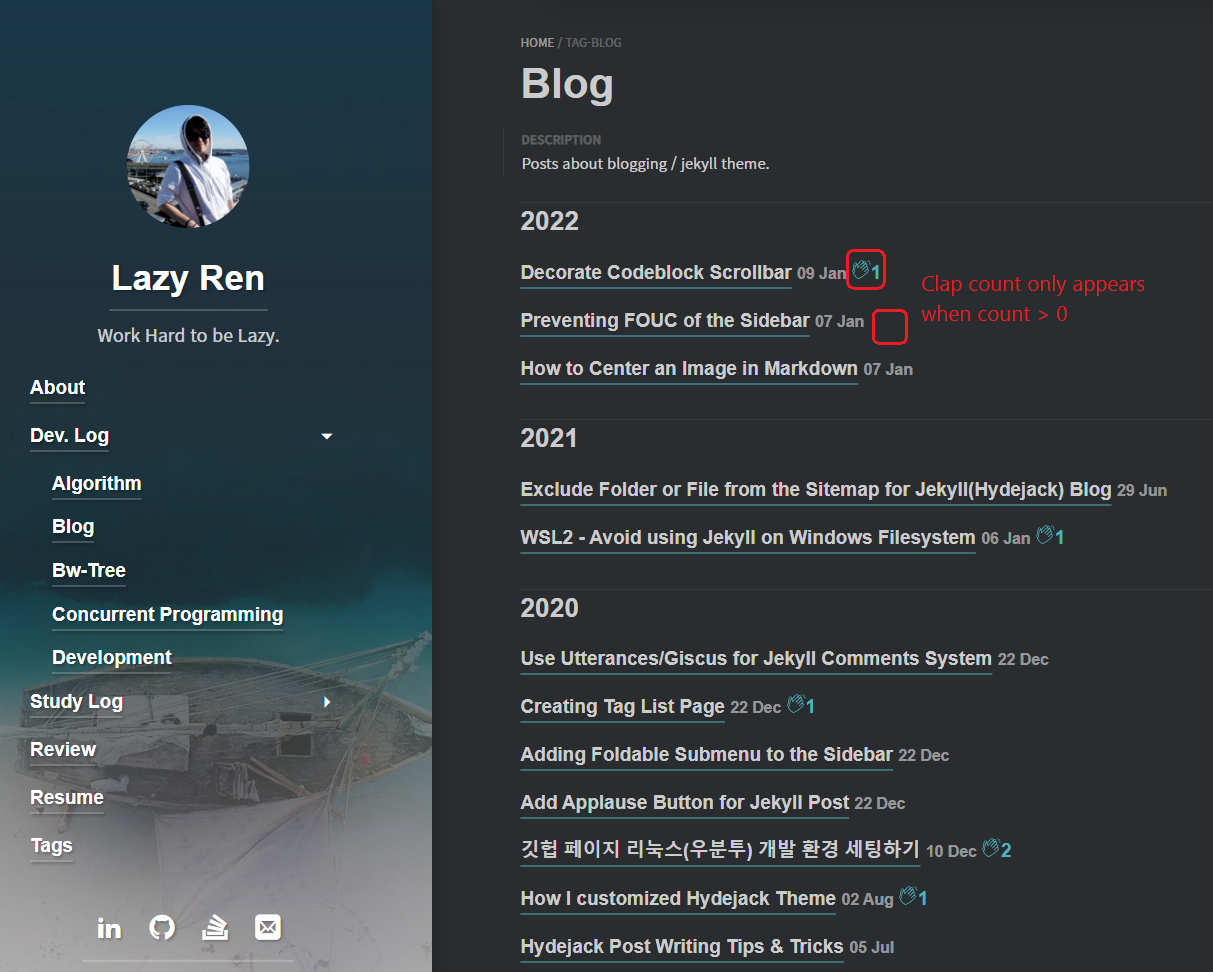 Lazy Ren
Work Hard to be Lazy.
About
Dev. Log
Algorithm
Blog
Bw-Tree
Concurrent Programming
Development
Study Log
Review
Resume
Tags
in
HOME / TAG-BLOG
Blog
DESCRIPTION
Posts about blogging / jekyll theme.
2022
Decorate Codeblock Scrollbar 09 Jan 1
Clap count only appears
when count > 0
Preventing FOUC of the Sidebar 07 Jan
How to Center an Image in Markdown 07 Jan
2021
Exclude Folder or File from the Sitemap for Jekyll(Hydejack) Blog 29 Jun
WSL2 - Avoid using Jekyll on Windows Filesystem 06 Jan 1
2020
Use Utterances/Giscus for Jekyll Comments System 22 Dec
Creating Tag List Page 22 Dec 1
Adding Foldable Submenu to the Sidebar 22 Dec
Add Applause Button for Jekyll Post 22 Dec
깃헙 페이지 리눅스(우분투) 개발 환경 세팅하기 10 Dec 2
How I customized Hydejack Theme 02 Aug 1
Hydejack Post Writing Tips & Tricks 05 Jul